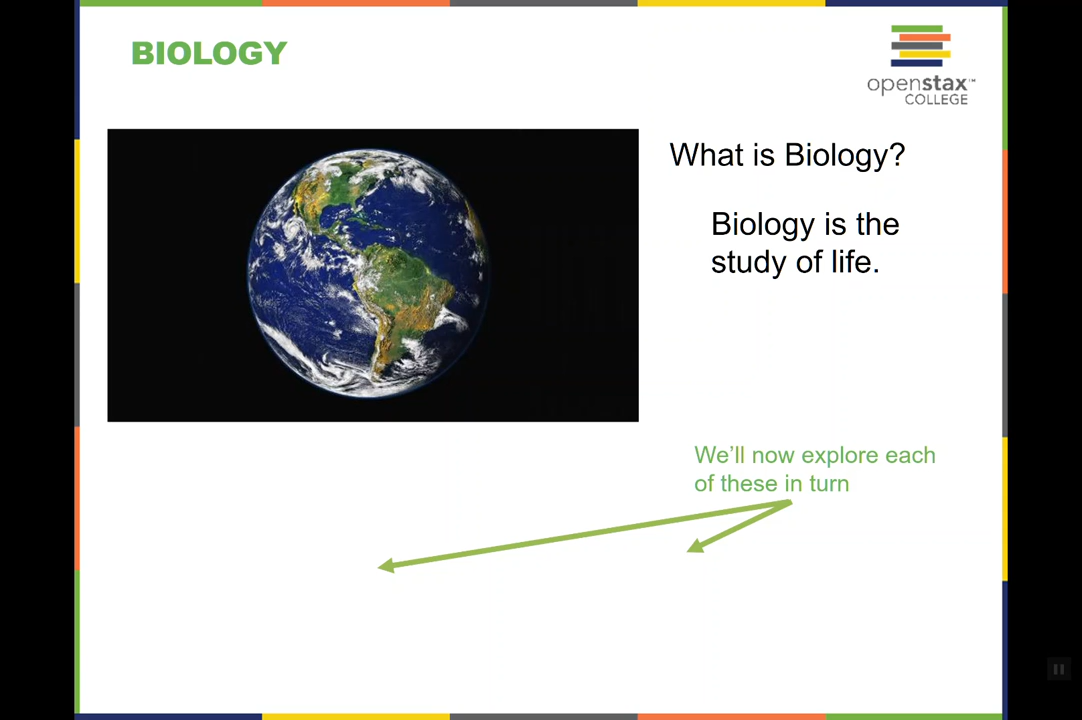 BIOLOGY
openstax™
COLLEGE
What is Biology?
Biology is the
study of life.
We’ll now explore each
of these in turn